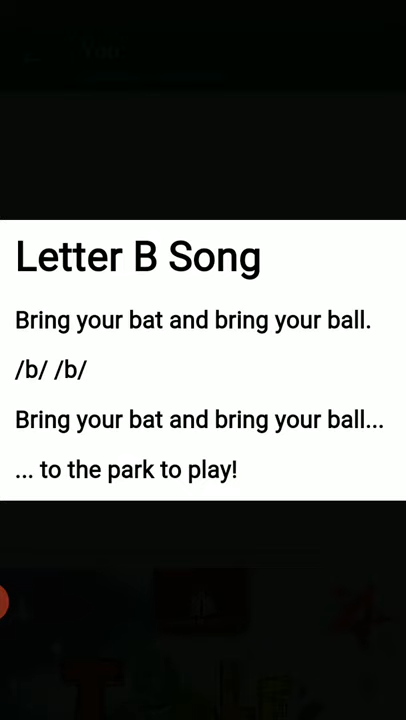 Letter B Song
Bring your bat and bring your ball.
/b/ /b/
Bring your bat and bring your ball...
... to the park to play!